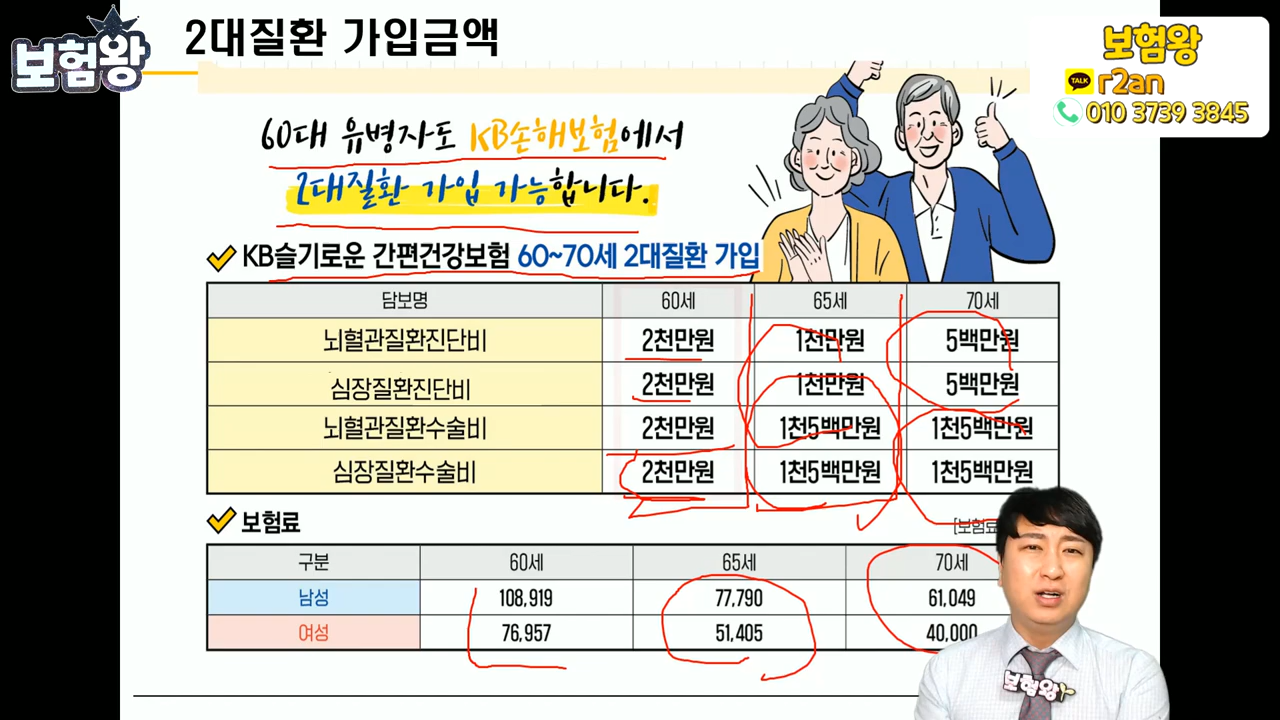 보험왕
2대질환 가입금액
보험왕
TALK r2an
010 3739 3845
60대 유병자도 KB손해보험에서
2대질환 가입 가능합니다.
KB슬기로운 간편건강보험 60~70세 2대질환 가입
담보명 60세 65세 70세
뇌혈관질환진단비 2천만원 1천만원 5백만원
심장질환진단비 2천만원 1천만원 5백만원
뇌혈관질환수술비 2천만원 1천5백만원 1천5백만원
심장질환수술비 2천만원 1천5백만원 1천5백만원
보험료
[보험료
구분 60세 65세 70세
남성 108,919 77,790 61,049
여성 76,957 51,405 40,000
보험왕